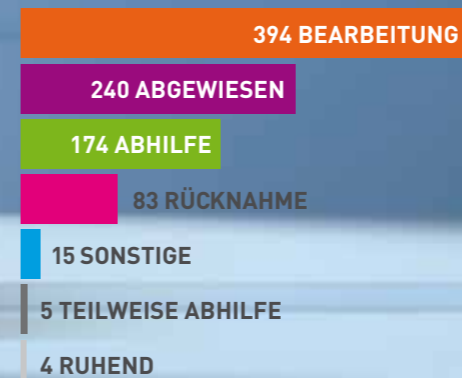 394 BEARBEITUNG
240 ABGEWIESEN
174 ABHILFE
83 RÜCKNAHME
15 SONSTIGE
5 TEILWEISE ABHILFE
4 RUHEND